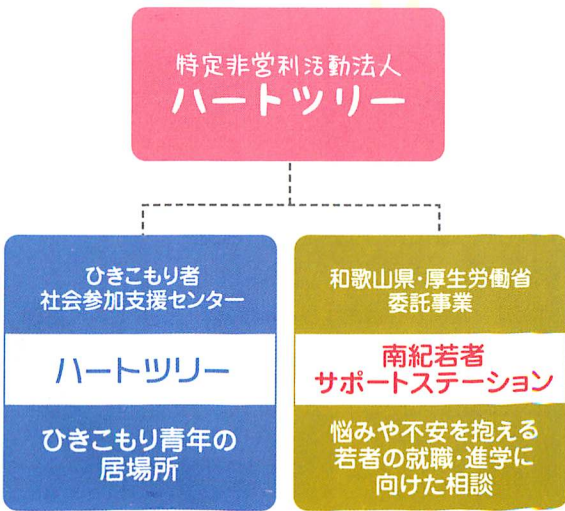 特定非営利活動法人
ハートツリー
ひきこもり者
社会参加支援センター
ハートツリー
ひきこもり青年の
居場所
和歌山県・厚生労働省
委託事業
南紀若者
サポートステーション
悩みや不安を抱える
若者の就職・進学に
向けた相談